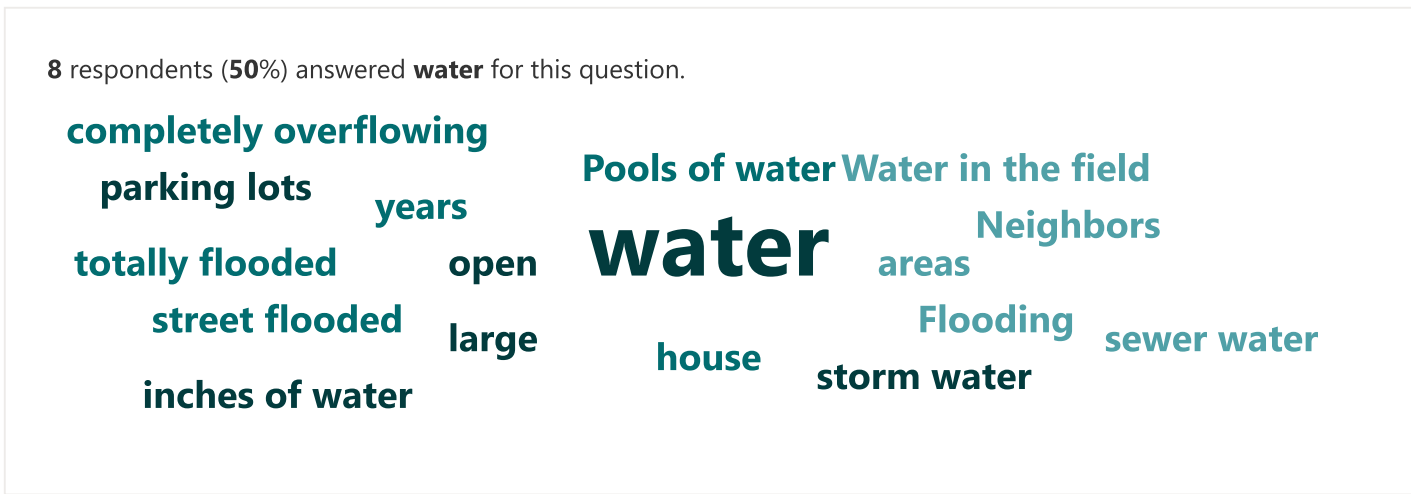 8 respondents (50%) answered water for this question.
completely overflowing
Pools of water
Water in the field
parking lots
years
Neighbors
water
totally flooded
open
areas
street flooded
Flooding
large
sewer water
house
storm water
inches of water